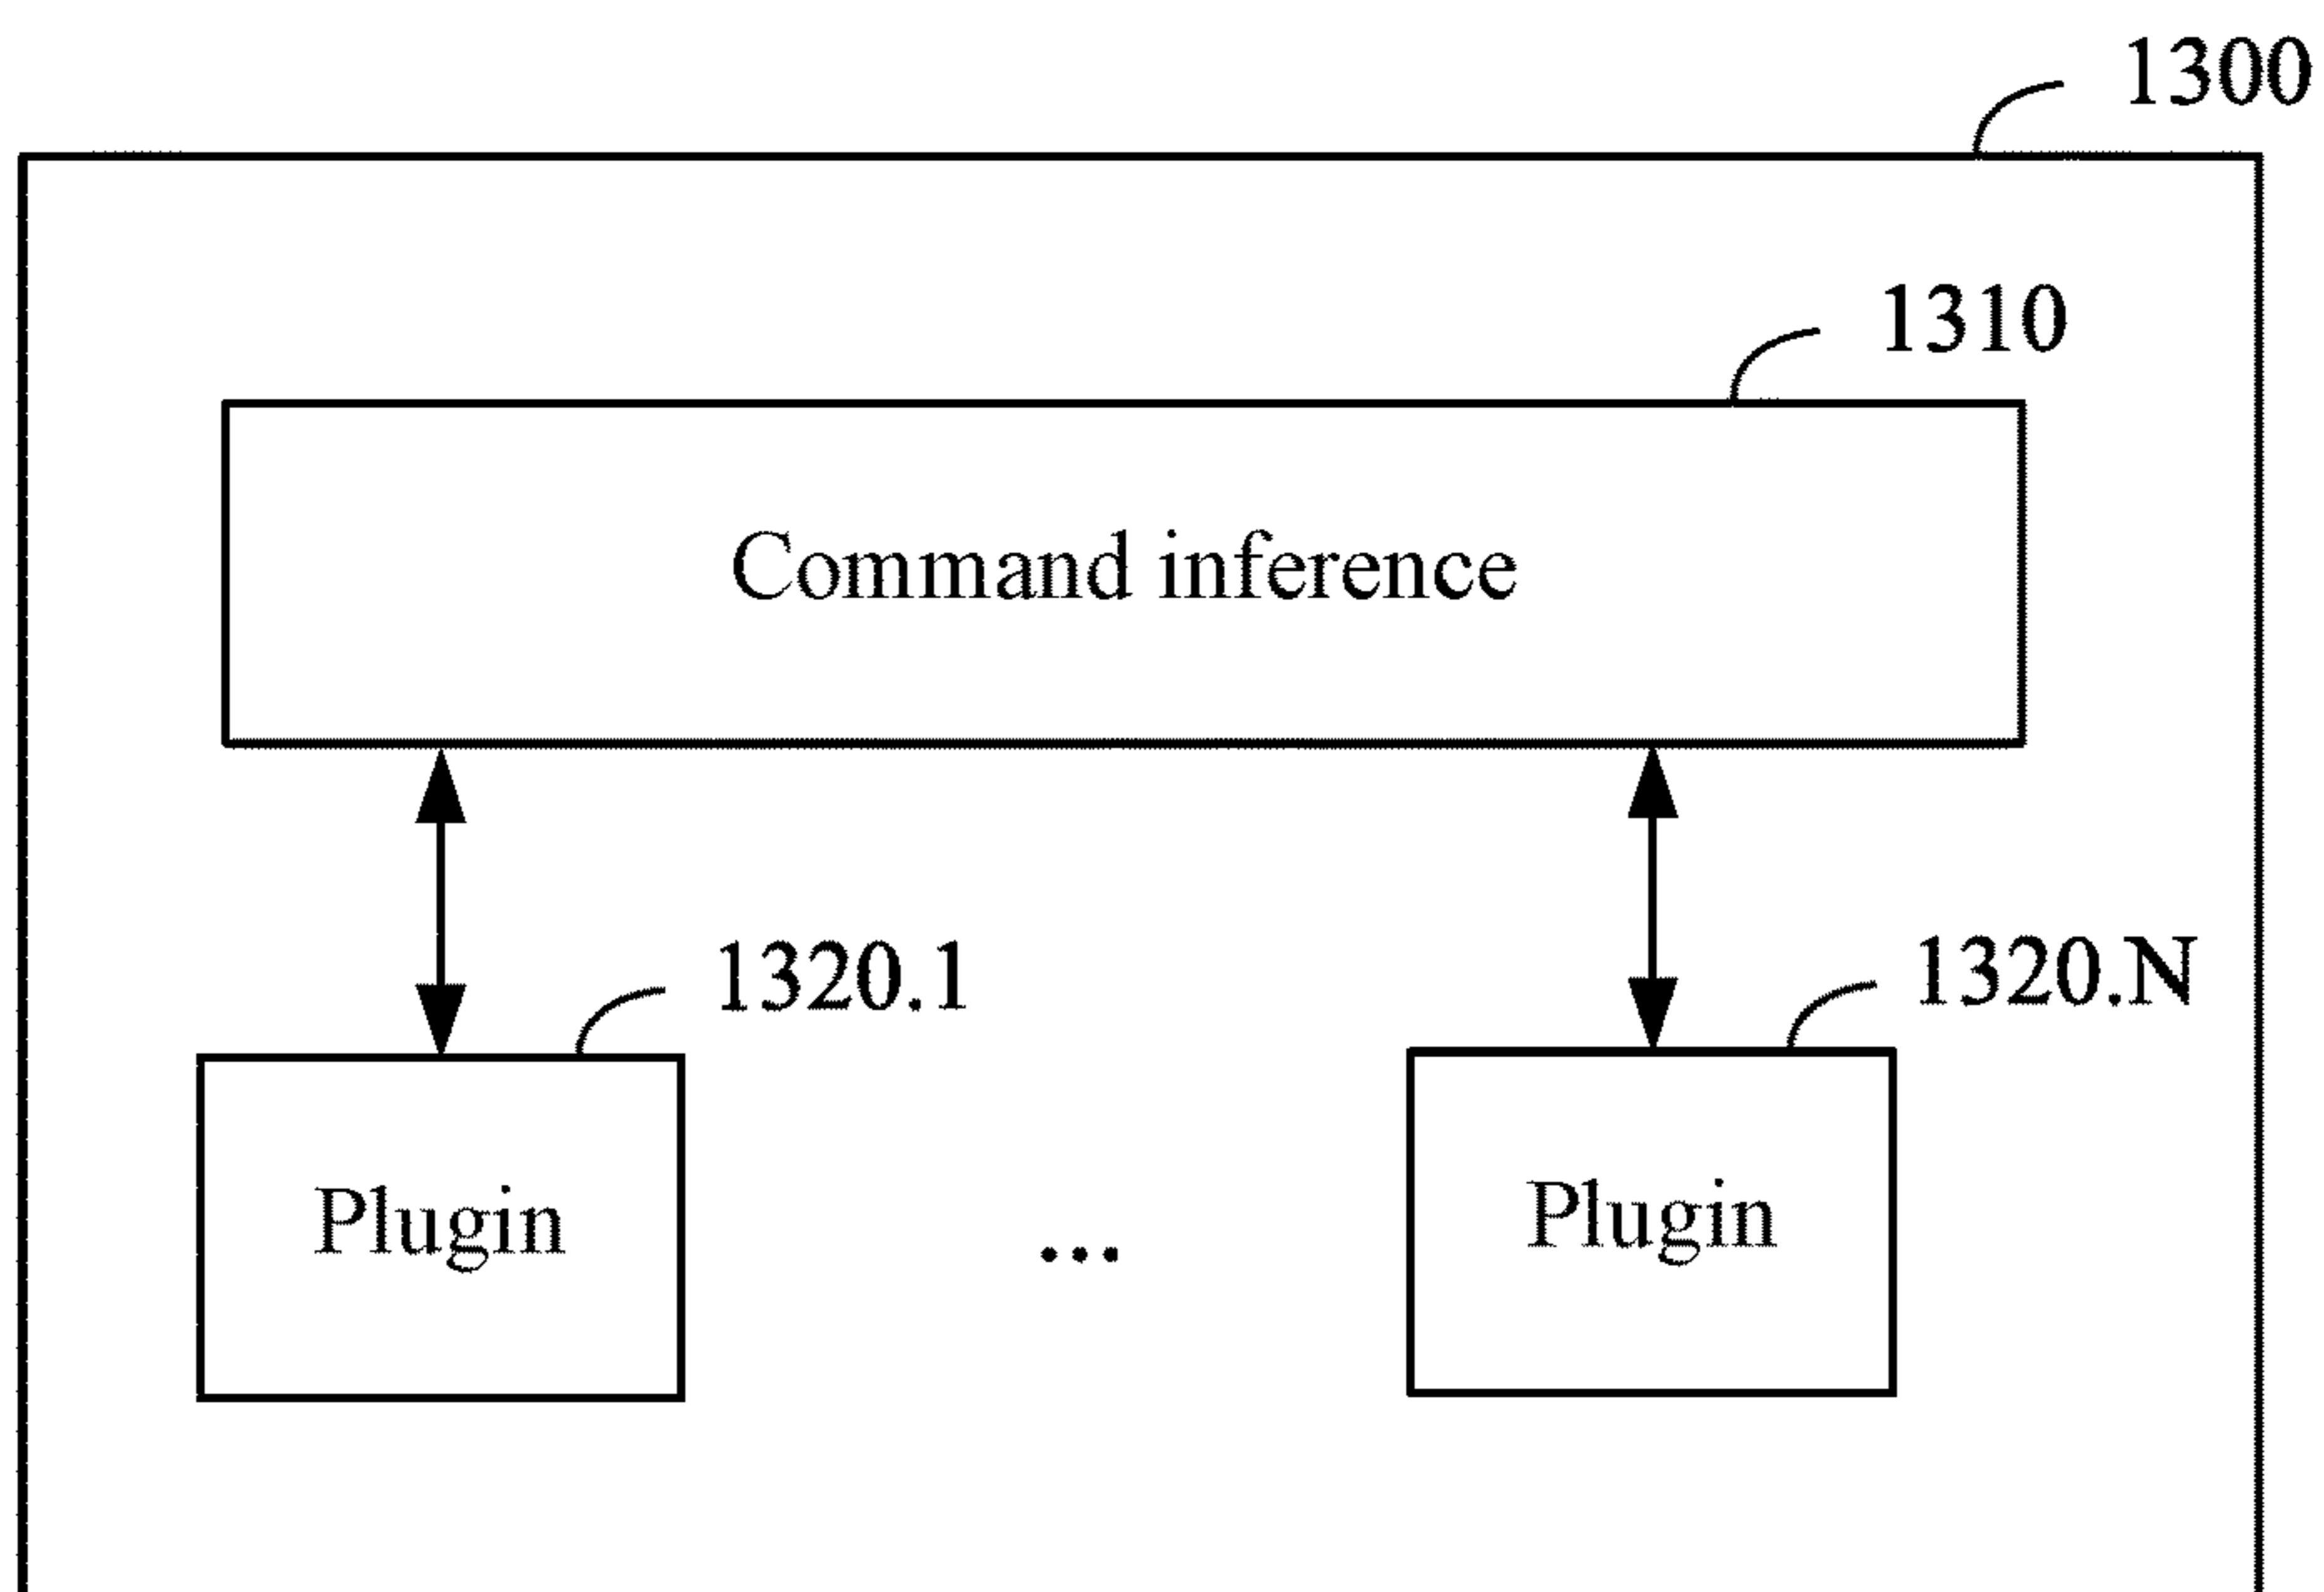 1300
1310
Command inference
1320.1
1320.N
Plugin
...
Plugin